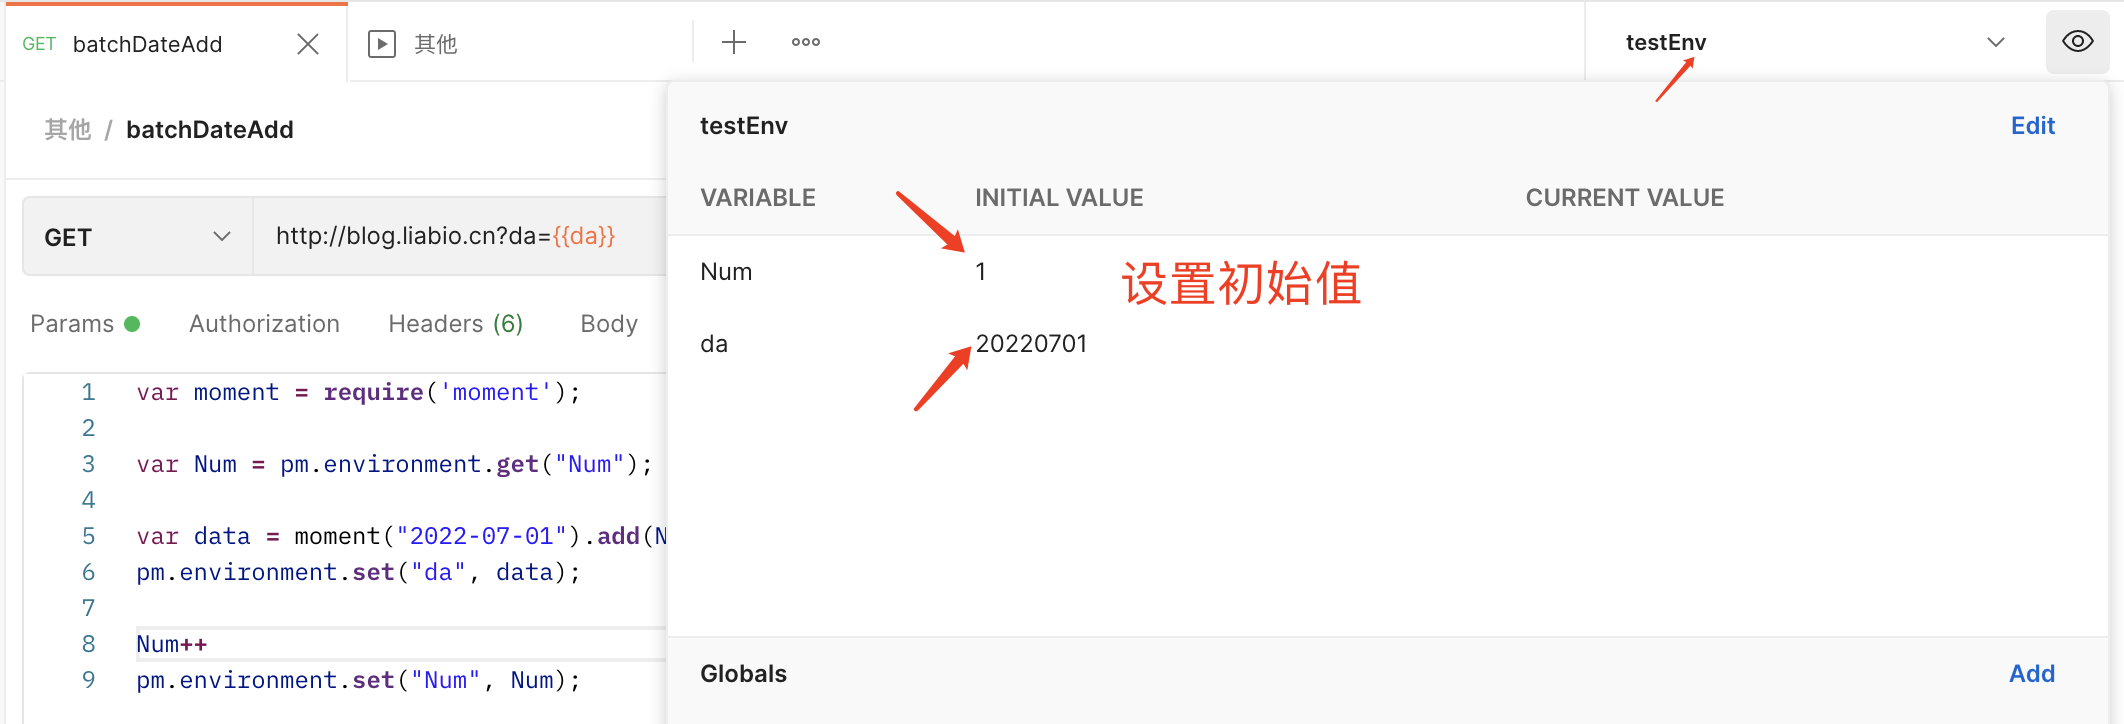 GET batchDateAdd 其他 testEnv
其他 / batchDateAdd
GET http://blog.liabio.cn?da={{da}}
Params Authorization Headers (6) Body
1 var moment = require('moment');
2
3 var Num = pm.environment.get("Num");
4
5 var data = moment("2022-07-01").add(N
6 pm.environment.set("da", data);
7
8 Num++
9 pm.environment.set("Num", Num);
testEnv Edit
VARIABLE INITIAL VALUE CURRENT VALUE
Num 1
设置初始值
da 20220701
Globals Add